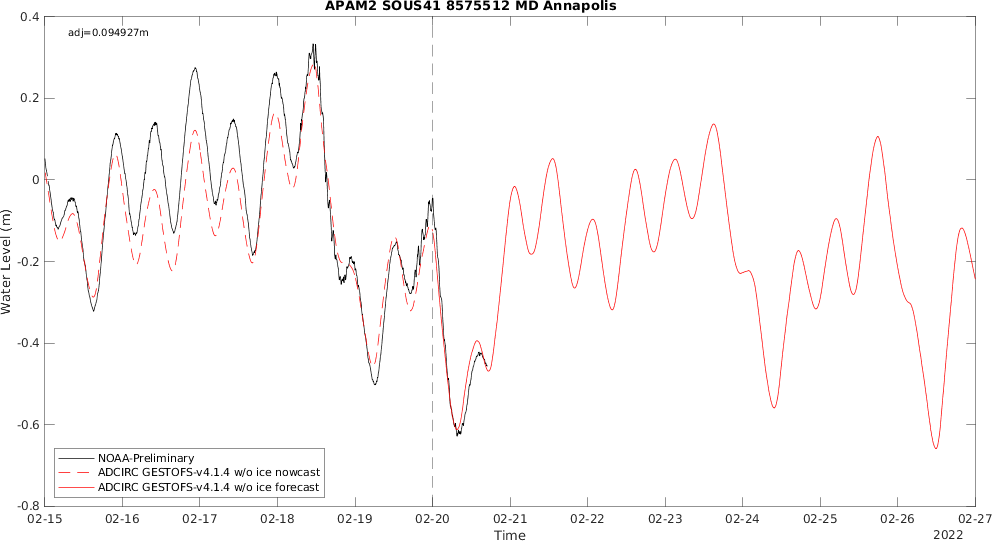 APAM2 SOUS41 8575512 MD Annapolis
adj=0.094927m
0.4
0.2
0
-0.2
-0.4
-0.6
-0.8
Water Level (m)
NOAA-Preliminary
ADCIRC GESTOFS-v4.1.4 w/o ice nowcast
ADCIRC GESTOFS-v4.1.4 w/o ice forecast
02-15 02-16 02-17 02-18 02-19 02-20 02-21 02-22 02-23 02-24 02-25 02-26 02-27
Time
2022